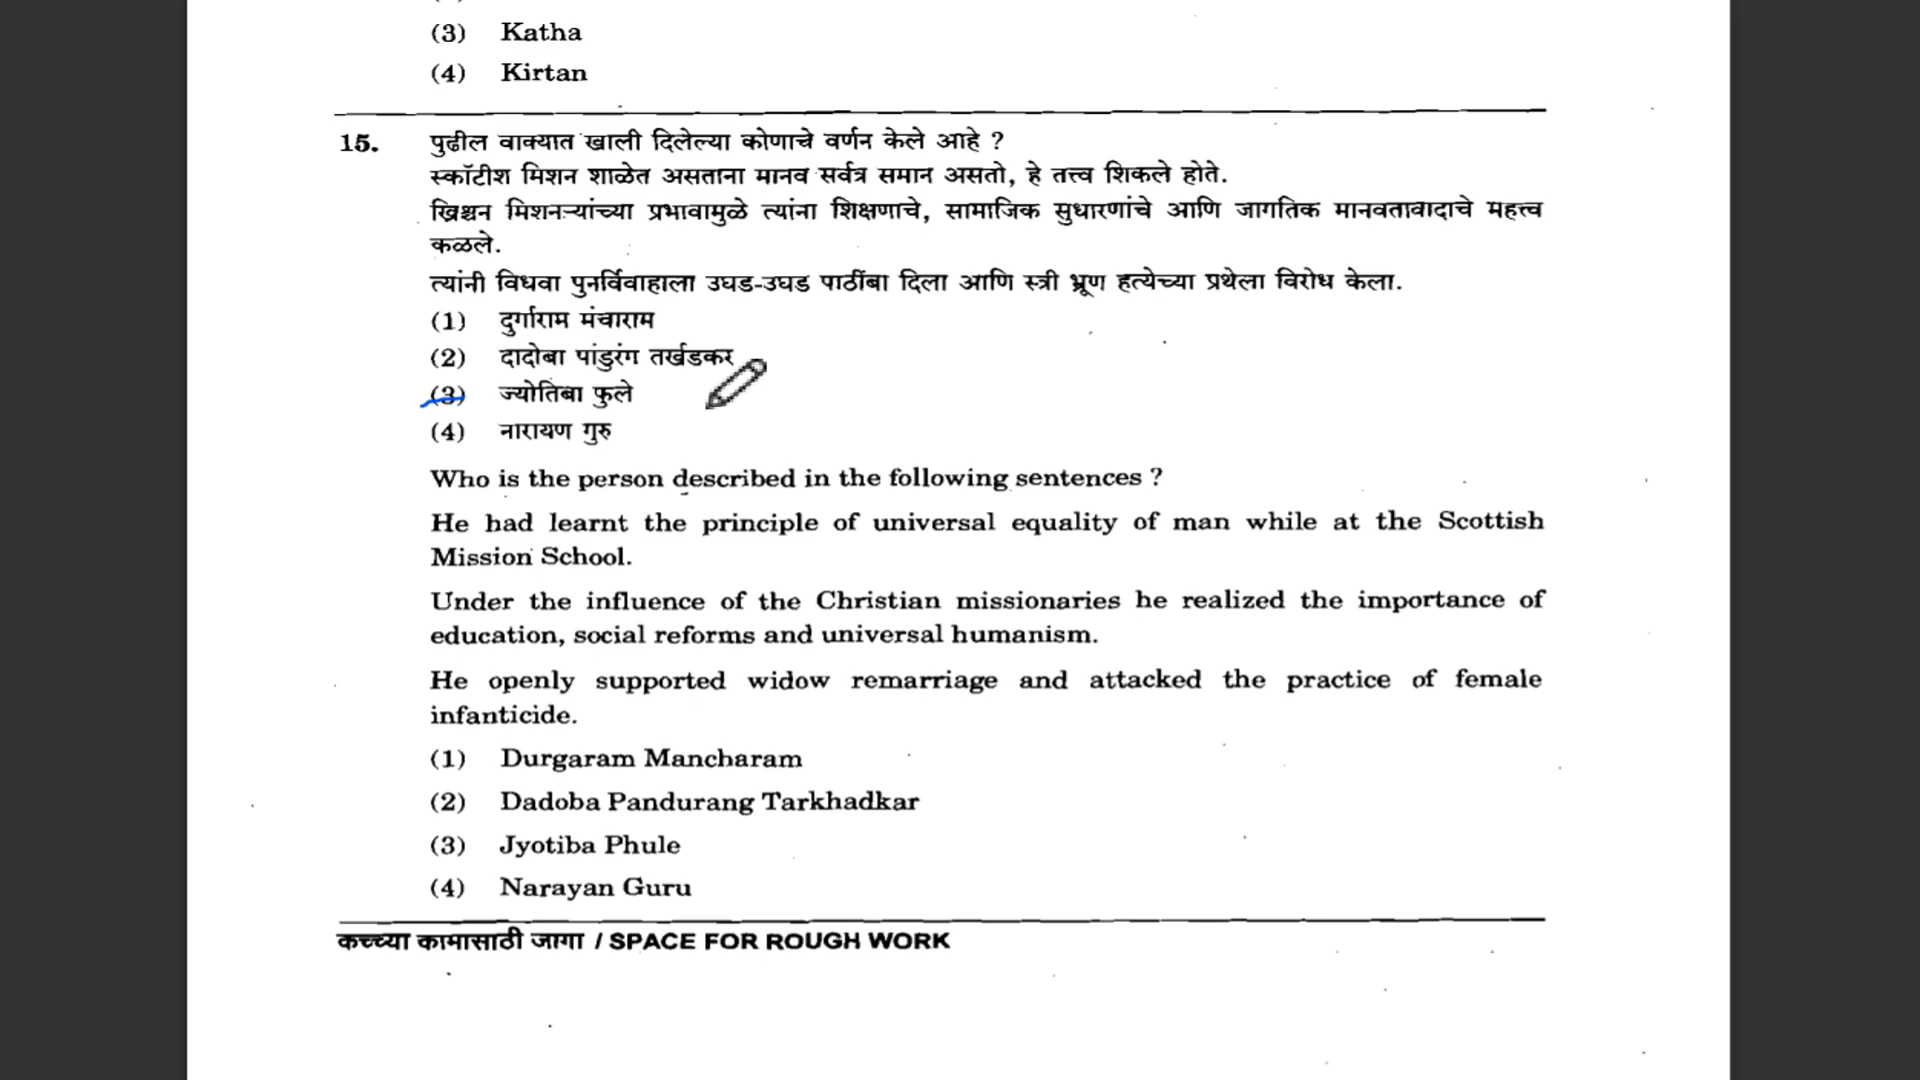 (3) Katha
(4) Kirtan
15. पुढील वाक्यात खाली दिलेल्या कोणाचे वर्णन केले आहे ?
स्कॉटीश मिशन शाळेत असताना मानव सर्वत्र समान असतो, हे तत्त्व शिकले होते.
ख्रिश्चन मिशनऱ्यांच्या प्रभावामुळे त्यांना शिक्षणाचे, सामाजिक सुधारणांचे आणि जागतिक मानवतावादाचे महत्त्व
कळले.
त्यांनी विधवा पुनर्विवाहाला उघड-उघड पाठींबा दिला आणि स्त्री भ्रूण हत्येच्या प्रथेला विरोध केला.
(1) दुर्गाराम मंचाराम
(2) दादोबा पांडुरंग तर्खडकर
(3) ज्योतिबा फुले
(4) नारायण गुरु
Who is the person described in the following sentences ?
He had learnt the principle of universal equality of man while at the Scottish
Mission School.
Under the influence of the Christian missionaries he realized the importance of
education, social reforms and universal humanism.
He openly supported widow remarriage and attacked the practice of female
infanticide.
(1) Durgaram Mancharam
(2) Dadoba Pandurang Tarkhadkar
(3) Jyotiba Phule
(4) Narayan Guru
कच्च्या कामासाठी जागा / SPACE FOR ROUGH WORK